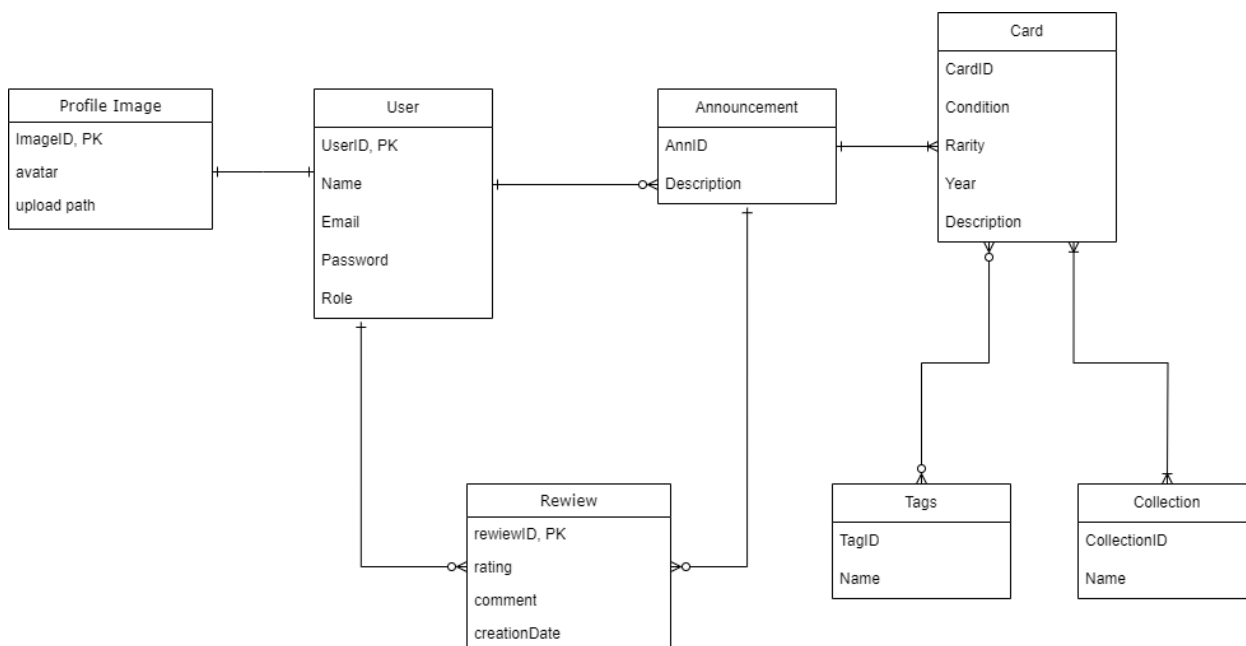 Card
CardID
Condition
Rarity
Year
Description
Profile Image
ImageID, PK
avatar
upload path
User
UserID, PK
Name
Email
Password
Role
Announcement
AnnID
Description
Rewiew
rewiewID, PK
rating
comment
creationDate
Tags
TagID
Name
Collection
CollectionID
Name